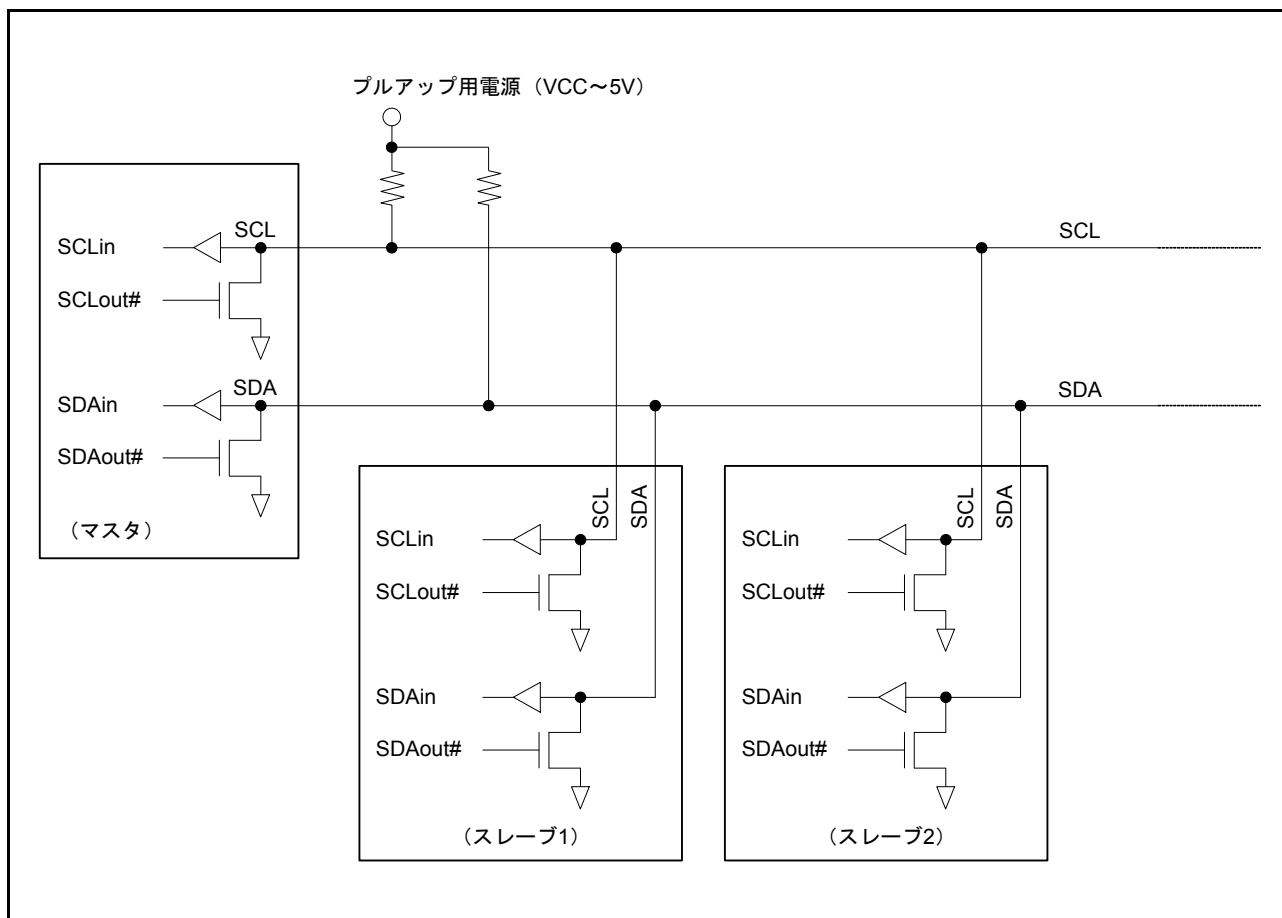 プルアップ用電源（VCC～5V）
SCL
SCLin
SCLout#
SDA
SDAin
SDAout#
（マスタ）
SCL
SDA
SCL
SDA
SCLin
SCLout#
SDAin
SDAout#
（スレーブ1）
SCL
SDA
SCLin
SCLout#
SDAin
SDAout#
（スレーブ2）